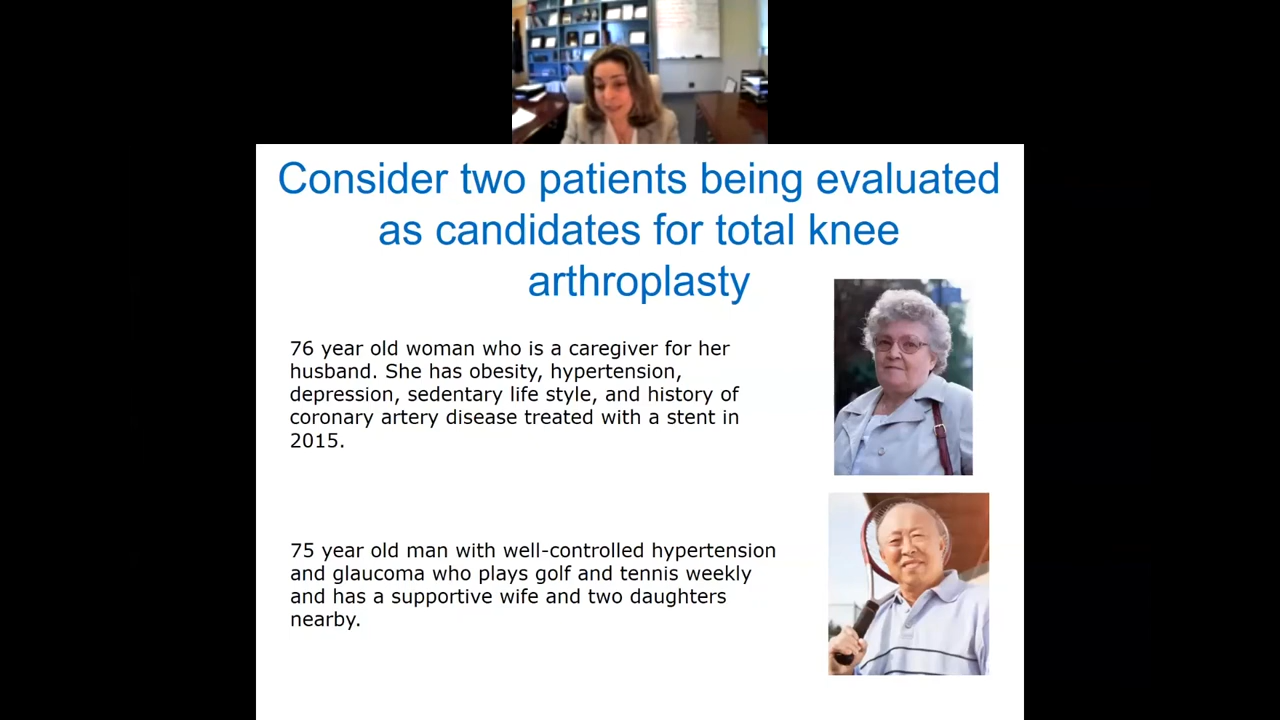 Consider two patients being evaluated
as candidates for total knee
arthroplasty
76 year old woman who is a caregiver for her
husband. She has obesity, hypertension,
depression, sedentary life style, and history of
coronary artery disease treated with a stent in
2015.
75 year old man with well-controlled hypertension
and glaucoma who plays golf and tennis weekly
and has a supportive wife and two daughters
nearby.